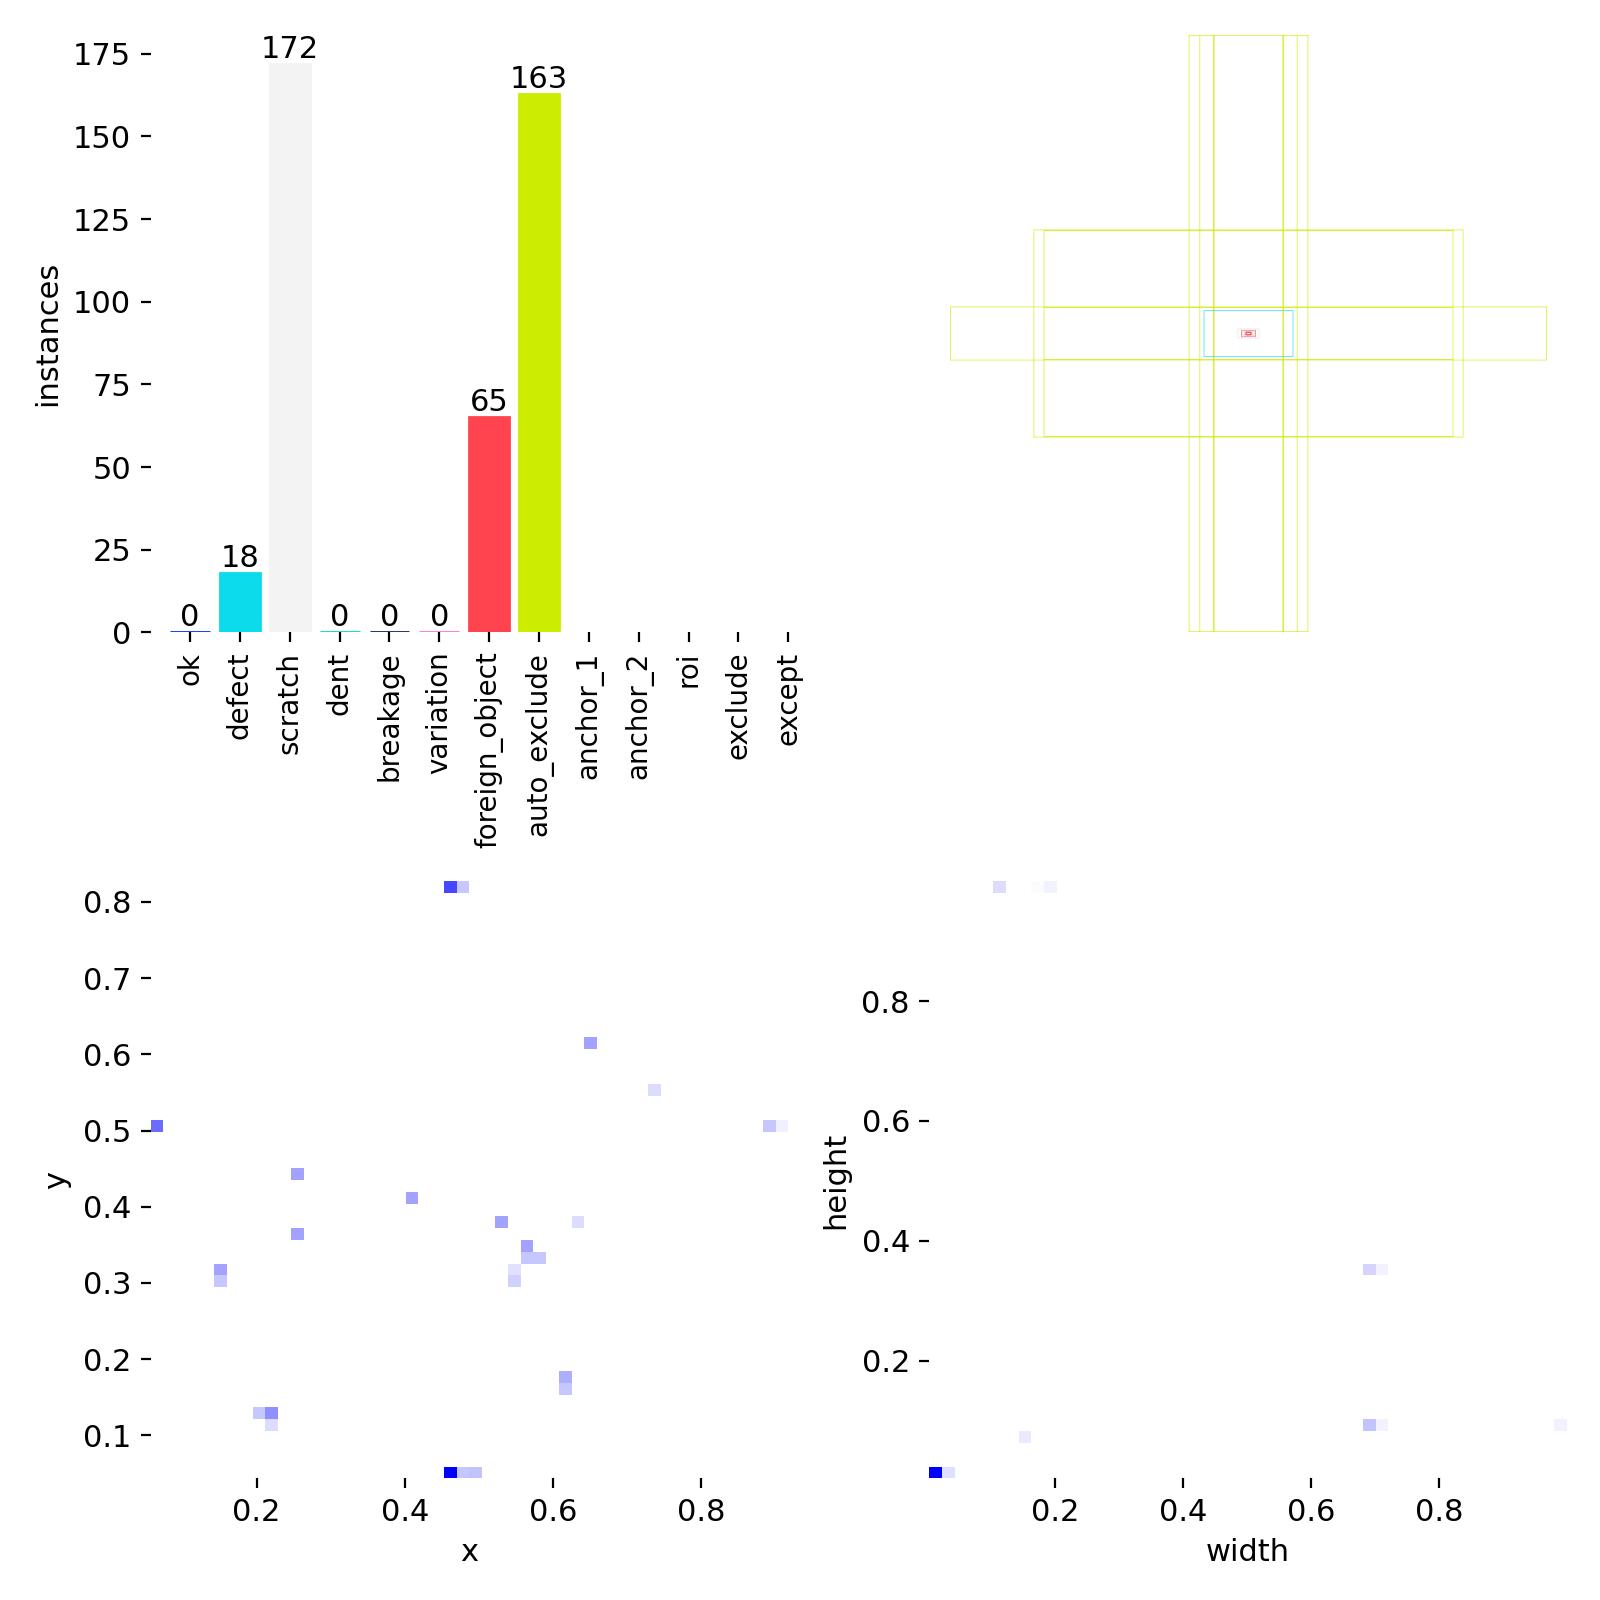 175
150
125
100
75
50
25
0
instances
0
18
172
0
0
0
65
163
ok
defect
scratch
dent
breakage
variation
foreign_object
auto_exclude
anchor_1
anchor_2
roi
exclude
except
0.8
0.7
0.6
0.5
0.4
0.3
0.2
0.1
y
0.2
0.4
0.6
0.8
x
0.8
0.6
0.4
0.2
height
0.2
0.4
0.6
0.8
width